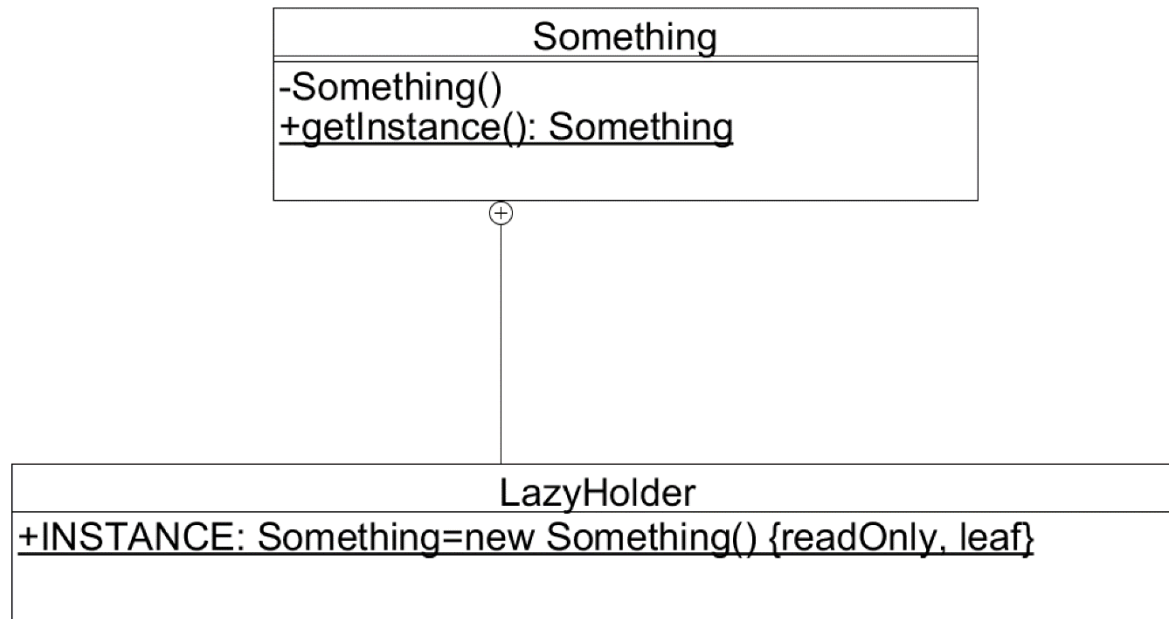 Something
-Something()
+getInstance(): Something
LazyHolder
+INSTANCE: Something=new Something() {readOnly, leaf}